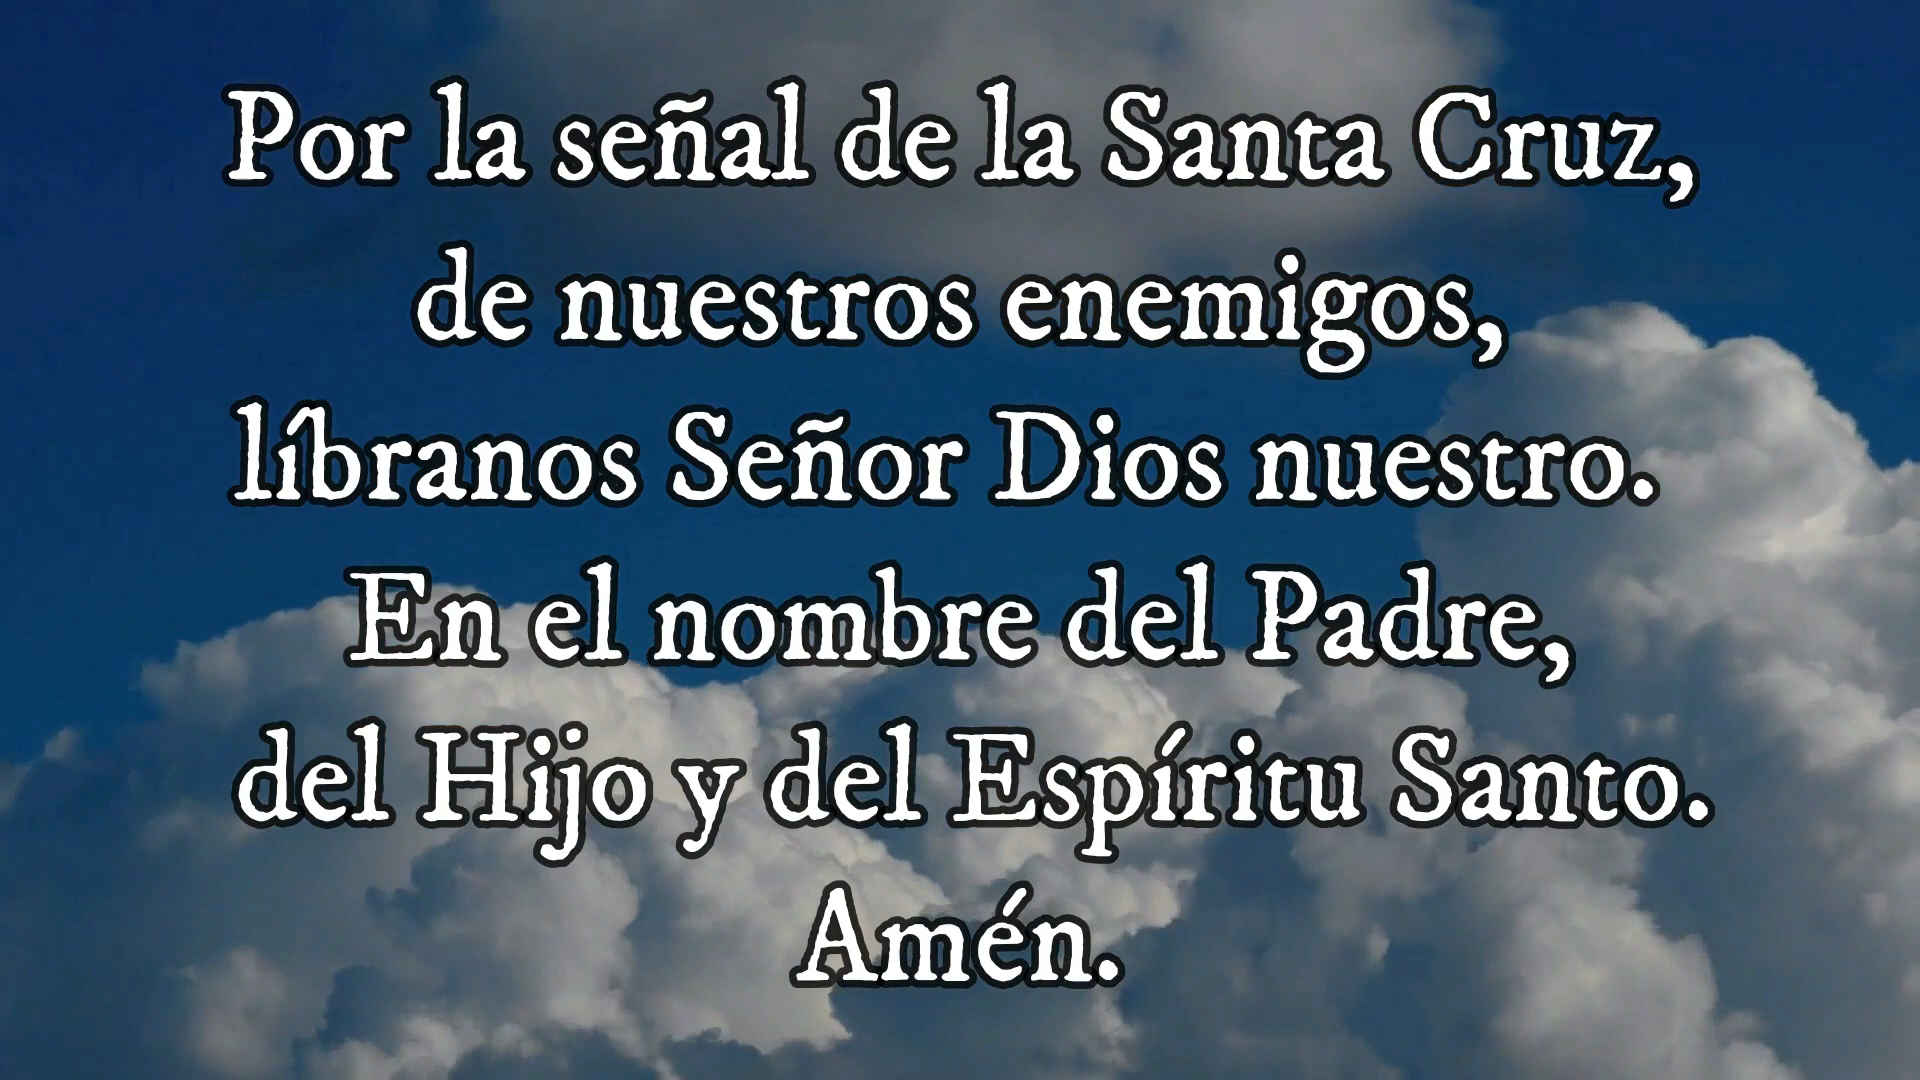 Por la señal de la Santa Cruz,
de nuestros enemigos,
líbranos Señor Dios nuestro.
En el nombre del Padre,
del Hijo y del Espíritu Santo.
Amén.